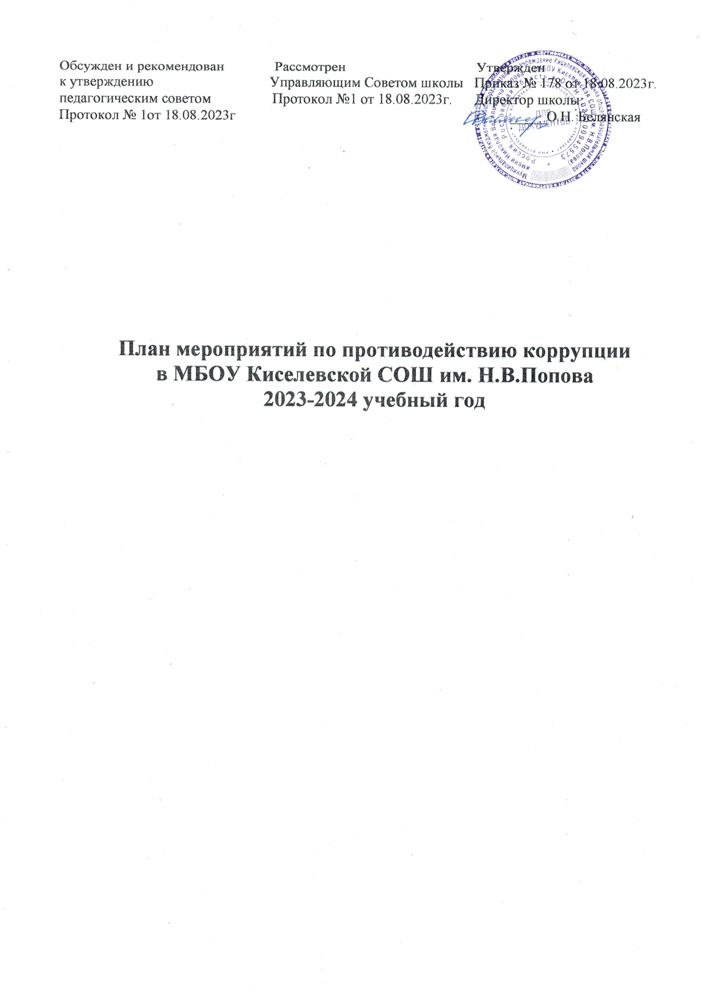 Обсужден и рекомендован
к утверждению
педагогическим советом
Протокол № 1от 18.08.2023г
Рассмотрен
Управляющим Советом школы
Протокол №1 от 18.08.2023г.
Утвержден
Приказ № 178 от 18.08.2023г.
Директор школы:
О.Н. Белянская
ДЛЯ
ДОКУМЕНТОВ
План мероприятий по противодействию коррупции
в МБОУ Киселевской СОШ им. Н.В.Попова
2023-2024 учебный год